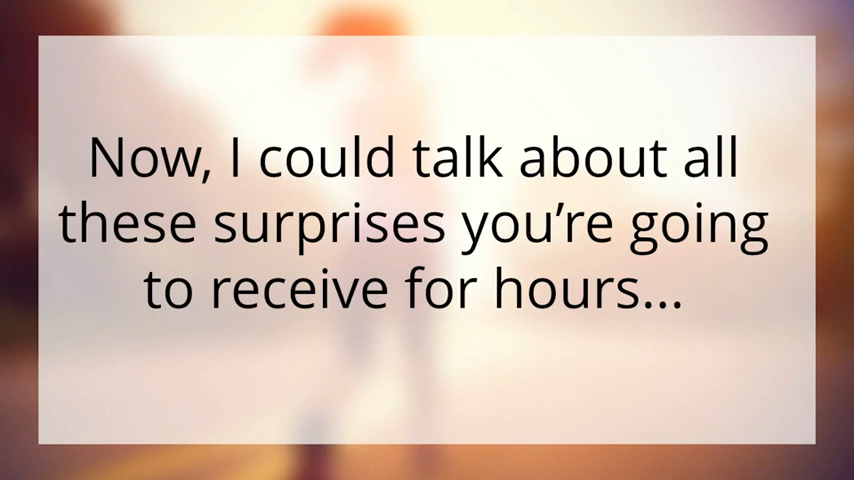 Now, I could talk about all
these surprises you’re going
to receive for hours...